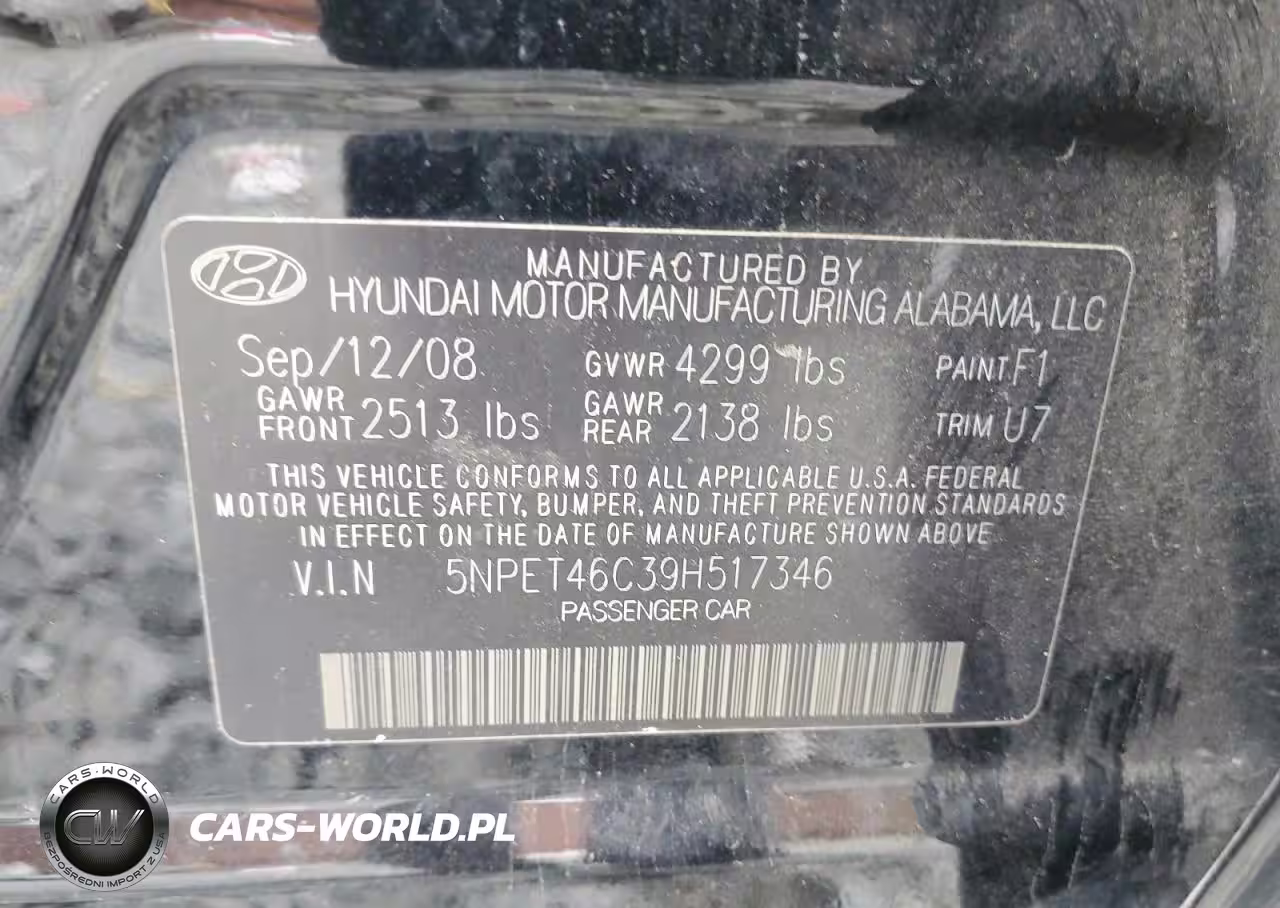 MANUFACTURED BY
HYUNDAI MOTOR MANUFACTURING ALABAMA, LLC
Sep/12/08 GVWR 4299 lbs PAINT F1
GAWR FRONT 2513 lbs GAWR REAR 2138 lbs TRIM U7
THIS VEHICLE CONFORMS TO ALL APPLICABLE U.S.A. FEDERAL
MOTOR VEHICLE SAFETY, BUMPER, AND THEFT PREVENTION STANDARDS
IN EFFECT ON THE DATE OF MANUFACTURE SHOWN ABOVE
V.I.N 5NPET46C39H517346
PASSENGER CAR
CARS-WORLD
CW
BEZPOŚREDNI IMPORT Z USA
CARS-WORLD.PL